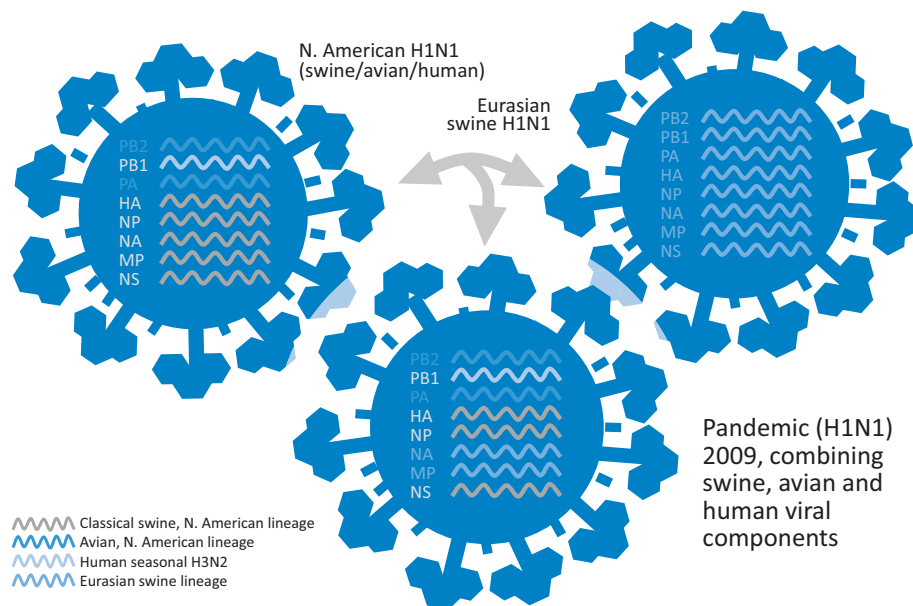 N. American H1N1
(swine/avian/human)
Eurasian
swine H1N1
PB2
PB1
PA
HA
NP
NA
MP
NS
PB2
PB1
PA
HA
NP
NA
MP
NS
PB2
PB1
PA
HA
NP
NA
MP
NS
Pandemic (H1N1)
2009, combining
swine, avian and
human viral
components
Classical swine, N. American lineage
Avian, N. American lineage
Human seasonal H3N2
Eurasian swine lineage